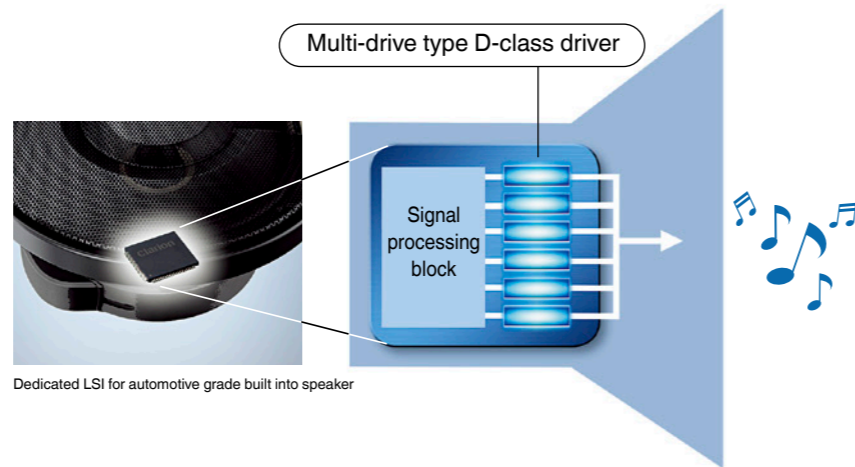 Multi-drive type D-class driver
Clarion
Signal
processing
block
Dedicated LSI for automotive grade built into speaker